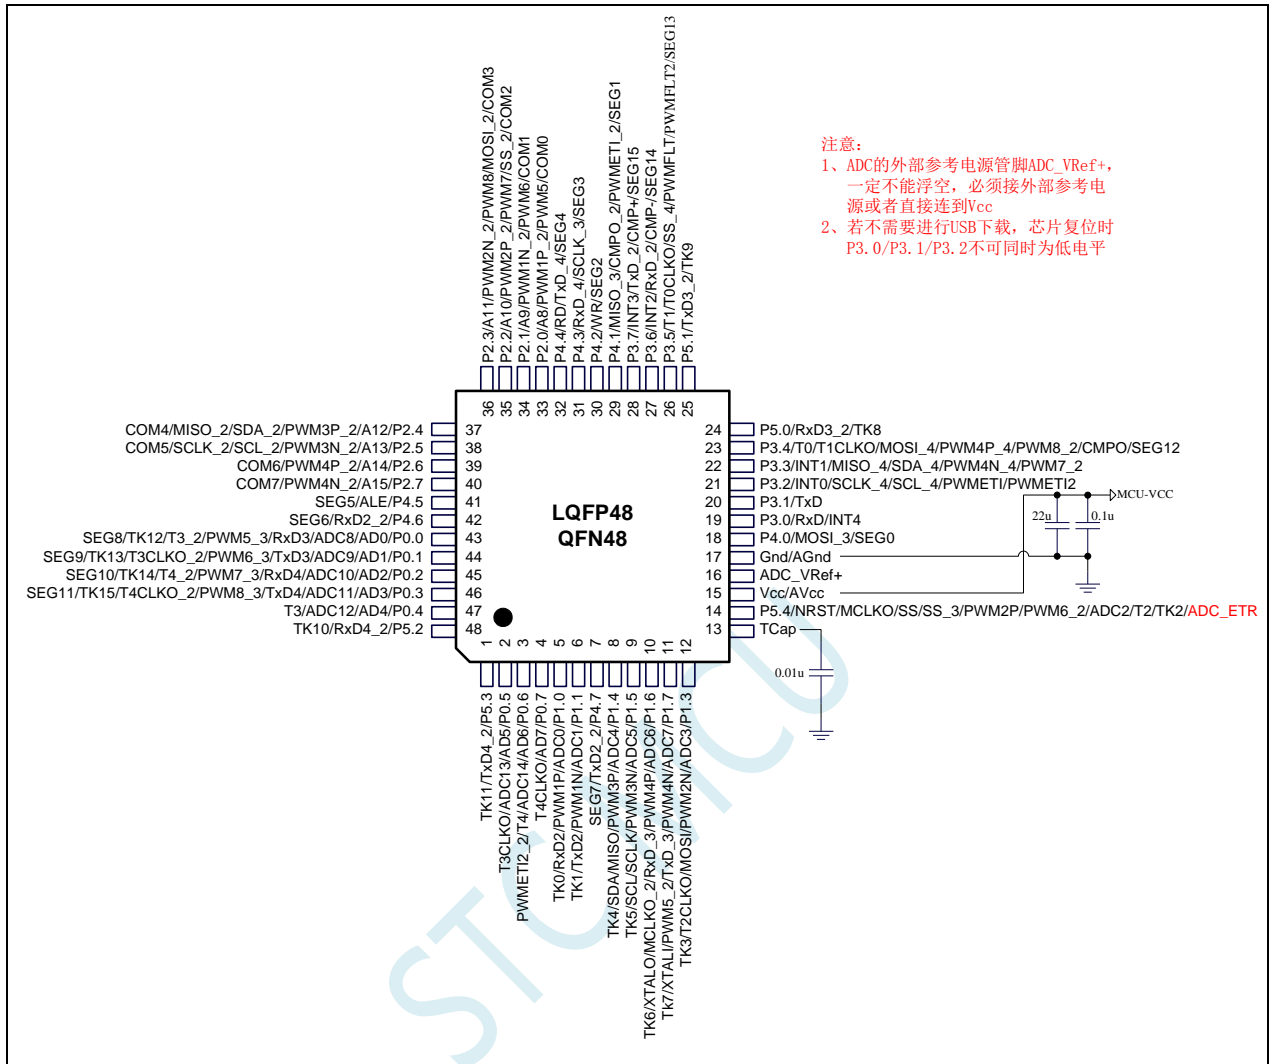 P2.3/A11/PWM2N_2/PWM8/MOSI_2/COM3
P2.2/A10/PWM2P_2/PWM7/SS_2/COM2
P2.1/A9/PWM1N_2/PWM6/COM1
P2.0/A8/PWM1P_2/PWM5/COM0
P4.4/RD/TxD_4/SEG4
P4.3/RxD_4/SCLK_3/SEG3
P4.2/WR/SEG2
P4.1/MISO_3/CMPO_2/PWMETI_2/SEG1
P3.7/INT3/TxD_2/CMP+/SEG15
P3.6/INT2/RxD_2/CMP-/SEG14
P3.5/T1/T0CLKO/SS_4/PWMFLT/PWMFLT2/SEG13
P5.1/TxD3_2/TK9
注意:
1、ADC的外部参考电源管脚ADC_VRef+,
一定不能浮空, 必须接外部参考电
源或者直接连到Vcc
2、若不需要进行USB下载, 芯片复位时
P3.0/P3.1/P3.2不可同时为低电平
36 35 34 33 32 31 30 29 28 27 26 25
COM4/MISO_2/SDA_2/PWM3P_2/A12/P2.4 37
COM5/SCLK_2/SCL_2/PWM3N_2/A13/P2.5 38
COM6/PWM4P_2/A14/P2.6 39
COM7/PWM4N_2/A15/P2.7 40
SEG5/ALE/P4.5 41
SEG6/RxD2_2/P4.6 42
SEG8/TK12/T3_2/PWM5_3/RxD3/ADC8/AD0/P0.0 43
SEG9/TK13/T3CLKO_2/PWM6_3/TxD3/ADC9/AD1/P0.1 44
SEG10/TK14/T4_2/PWM7_3/RxD4/ADC10/AD2/P0.2 45
SEG11/TK15/T4CLKO_2/PWM8_3/TxD4/ADC11/AD3/P0.3 46
T3/ADC12/AD4/P0.4 47
TK10/RxD4_2/P5.2 48
LQFP48
QFN48
24 P5.0/RxD3_2/TK8
23 P3.4/T0/T1CLKO/MOSI_4/PWM4P_4/PWM8_2/CMPO/SEG12
22 P3.3/INT1/MISO_4/SDA_4/PWM4N_4/PWM7_2
21 P3.2/INT0/SCLK_4/SCL_4/PWMETI/PWMETI2
20 P3.1/TxD
19 P3.0/RxD/INT4
18 P4.0/MOSI_3/SEG0
17 Gnd/AGnd
16 ADC_VRef+
15 Vcc/AVcc
14 P5.4/NRST/MCLKO/SS/SS_3/PWM2P/PWM6_2/ADC2/T2/TK2/ADC_ETR
13 TCap
MCU-VCC
22u
0.1u
0.01u
1 2 3 4 5 6 7 8 9 10 11 12
TK11/TxD4_2/P5.3
T3CLKO/ADC13/AD5/P0.5
PWMETI2_2/T4/ADC14/AD6/P0.6
T4CLKO/AD7/P0.7
TK0/RxD2/PWM1P/ADC0/P1.0
TK1/TxD2/PWM1N/ADC1/P1.1
SEG7/TxD2_2/P4.7
TK4/SDA/MISO/PWM3P/ADC4/P1.4
TK5/SCL/SCLK/PWM3N/ADC5/P1.5
TK6/XTALO/MCLKO_2/RxD_3/PWM4P/ADC6/P1.6
TK7/XTALI/PWM5_2/TxD_3/PWM4N/ADC7/P1.7
TK3/T2CLKO/MOSI/PWM2N/ADC3/P1.3
STCMCU